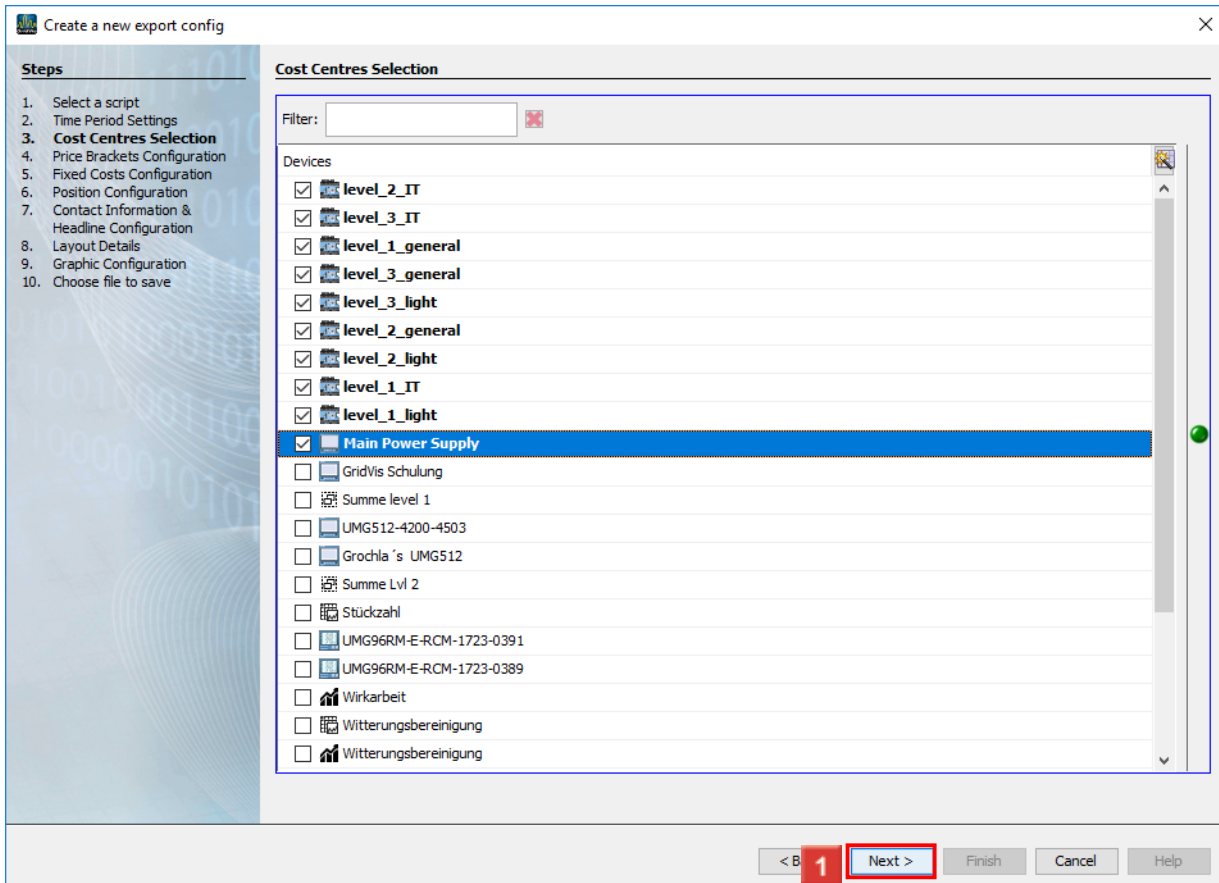 Create a new export config
Steps
1. Select a script
2. Time Period Settings
3. Cost Centres Selection
4. Price Brackets Configuration
5. Fixed Costs Configuration
6. Position Configuration
7. Contact Information &
Headline Configuration
8. Layout Details
9. Graphic Configuration
10. Choose file to save
Cost Centres Selection
Filter:
Devices
level_2_IT
level_3_IT
level_1_general
level_3_general
level_3_light
level_2_general
level_2_light
level_1_IT
level_1_light
Main Power Supply
GridVis Schulung
Summe level 1
UMG512-4200-4503
Grochla´s UMG512
Summe Lvl 2
Stückzahl
UMG96RM-E-RCM-1723-0391
UMG96RM-E-RCM-1723-0389
Wirkarbeit
Witterungsbereinigung
Witterungsbereinigung
< B 1 Next > Finish Cancel Help